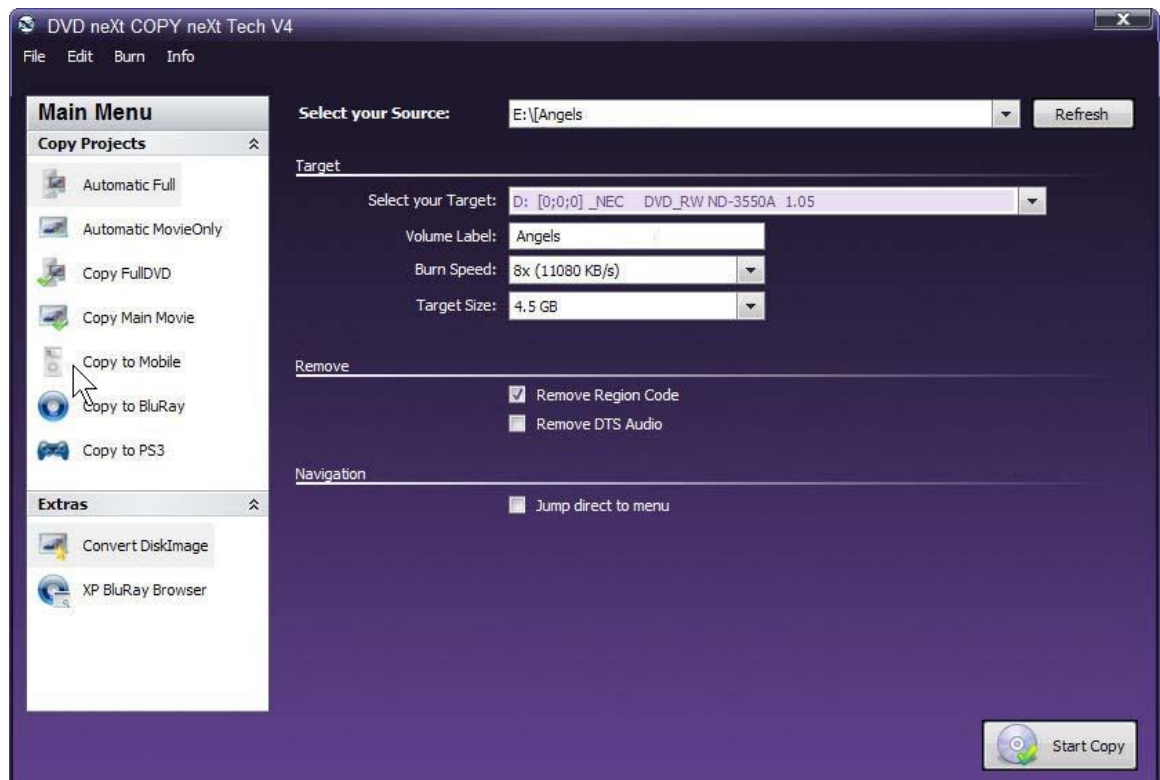 DVD neXt COPY neXt Tech V4
File Edit Burn Info
Main Menu
Copy Projects
Automatic Full
Automatic MovieOnly
Copy FullDVD
Copy Main Movie
Copy to Mobile
Copy to BluRay
Copy to PS3
Extras
Convert DiskImage
XP BluRay Browser
Select your Source: E:\[Angels Refresh
Target
Select your Target: D: [0;0;0] _NEC DVD_RW ND-3550A 1.05
Volume Label: Angels
Burn Speed: 8x (11080 KB/s)
Target Size: 4.5 GB
Remove
Remove Region Code
Remove DTS Audio
Navigation
Jump direct to menu
Start Copy